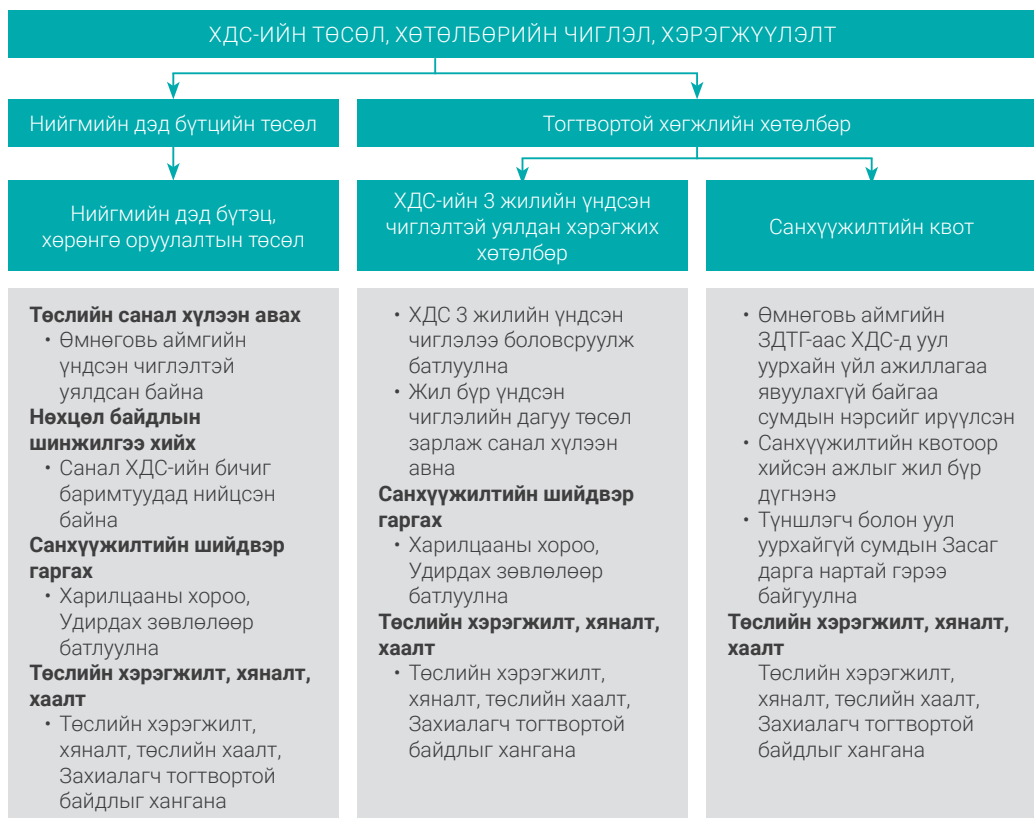 ХДС-ИЙН ТӨСӨЛ, ХӨТӨЛБӨРИЙН ЧИГЛЭЛ, ХЭРЭГЖҮҮЛЭЛТ
Нийгмийн дэд бүтцийн төсөл
Тогтвортой хөгжлийн хөтөлбөр
Нийгмийн дэд бүтэц,
хөрөнгө оруулалтын төсөл
ХДС-ийн 3 жилийн үндсэн
чиглэлтэй уялдан хэрэгжих
хөтөлбөр
Санхүүжилтийн квот
Төслийн санал хүлээн авах
• Өмнөговь аймгийн
үндсэн чиглэлтэй
уялдсан байна
Нөхцөл байдлын
шинжилгээ хийх
• Санал ХДС-ийн бичиг
баримтуудад нийцсэн
байна
Санхүүжилтийн шийдвэр
гаргах
• Харилцааны хороо,
Удирдах зөвлөлөөр
батлуулна
Төслийн хэрэгжилт, хяналт,
хаалт
• Төслийн хэрэгжилт,
хяналт, төслийн хаалт,
Захиалагч тогтвортой
байдлыг хангана
• ХДС 3 жилийн үндсэн
чиглэлээ боловсруулж
батлуулна
• Жил бүр үндсэн
чиглэлийн дагуу төсөл
зарлаж санал хүлээн
авна
Санхүүжилтийн шийдвэр
гаргах
• Харилцааны хороо,
Удирдах зөвлөлөөр
батлуулна
Төслийн хэрэгжилт, хяналт,
хаалт
• Төслийн хэрэгжилт,
хяналт, төслийн хаалт,
Захиалагч тогтвортой
байдлыг хангана
• Өмнөговь аймгийн
ЗДТГ-аас ХДС-д уул
уурхайн үйл ажиллагаа
явуулахгүй байгаа
сумдын нэрсийг ирүүлсэн
• Санхүүжилтийн квотоор
хийсэн ажлыг жил бүр
дүгнэнэ
• Түншлэгч болон уул
уурхайгүй сумдын Засаг
дарга нартай гэрээ
байгуулна
Төслийн хэрэгжилт, хяналт,
хаалт
Төслийн хэрэгжилт,
хяналт, төслийн хаалт,
Захиалагч тогтвортой
байдлыг хангана